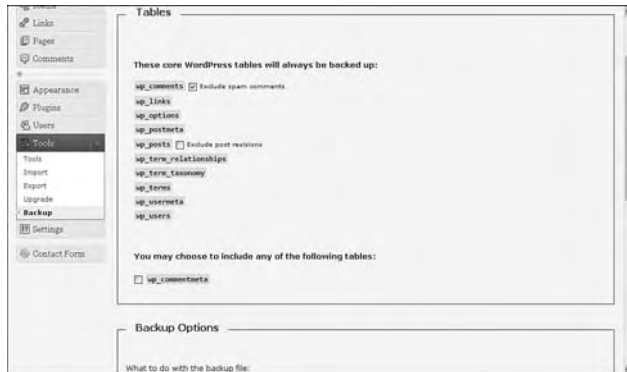 Links
Pages
Comments
Appearance
Plugins
Users
Tools
Tools
Import
Export
Upgrade
Backup
Settings
Contact Form
Tables
These core WordPress tables will always be backed up:
wp_comments Exclude spam comments
wp_links
wp_options
wp_postmeta
wp_posts Exclude post revisions
wp_term_relationships
wp_term_taxonomy
wp_terms
wp_usermeta
wp_users
You may choose to include any of the following tables:
wp_commentmeta
Backup Options
What to do with the backup file: